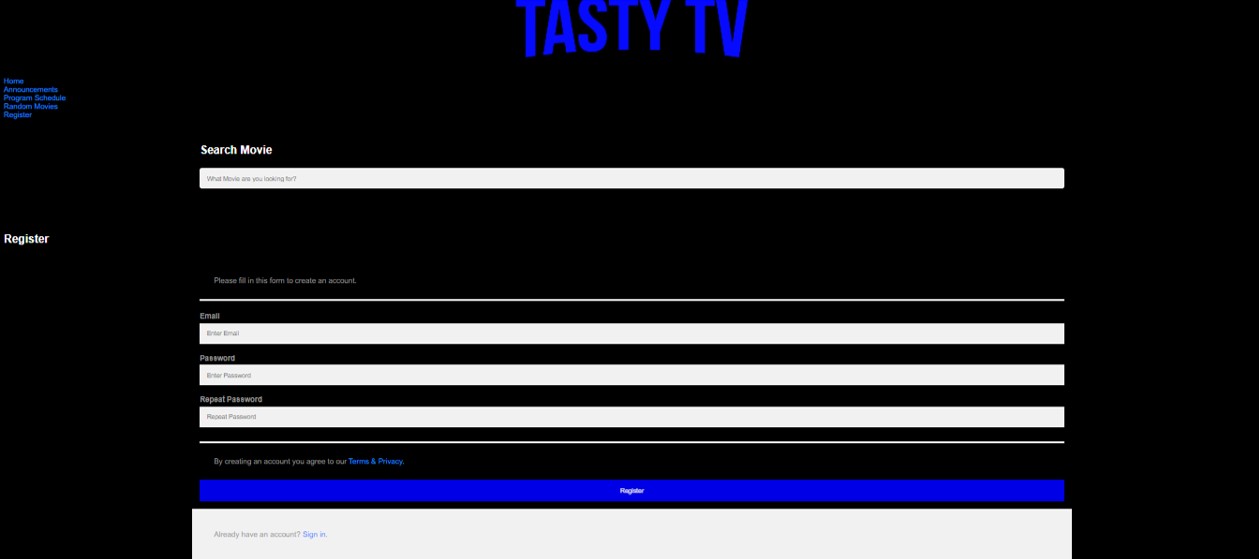 TASTY TV
Home
Announcements
Program Schedule
Random Movies
Register
Search Movie
What Movie are you looking for?
Register
Please fill in this form to create an account.
Email
Enter Email
Password
Enter Password
Repeat Password
Repeat Password
By creating an account you agree to our Terms & Privacy.
Register
Already have an account? Sign in.